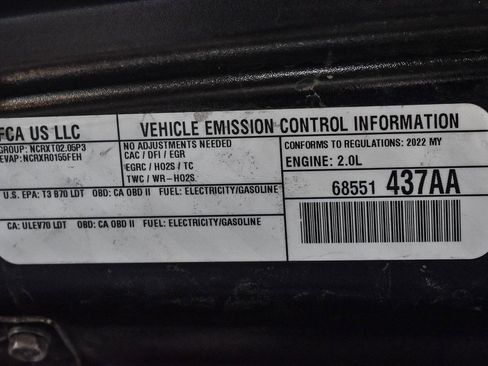 FCA US LLC
GROUP: NCRXT02.05P3
EVAP: NCRXR0155FEH
VEHICLE EMISSION CONTROL INFORMATION
NO ADJUSTMENTS NEEDED
CAC / DFI / EGR
EGRC / HO2S / TC
TWC / WR-HO2S
CONFORMS TO REGULATIONS: 2022 MY
ENGINE: 2.0L
U.S. EPA: T3 B70 LDT OBD: CA OBD II FUEL: ELECTRICITY/GASOLINE
CA: ULEV70 LDT OBD: CA OBD II FUEL: ELECTRICITY/GASOLINE
68551 437AA